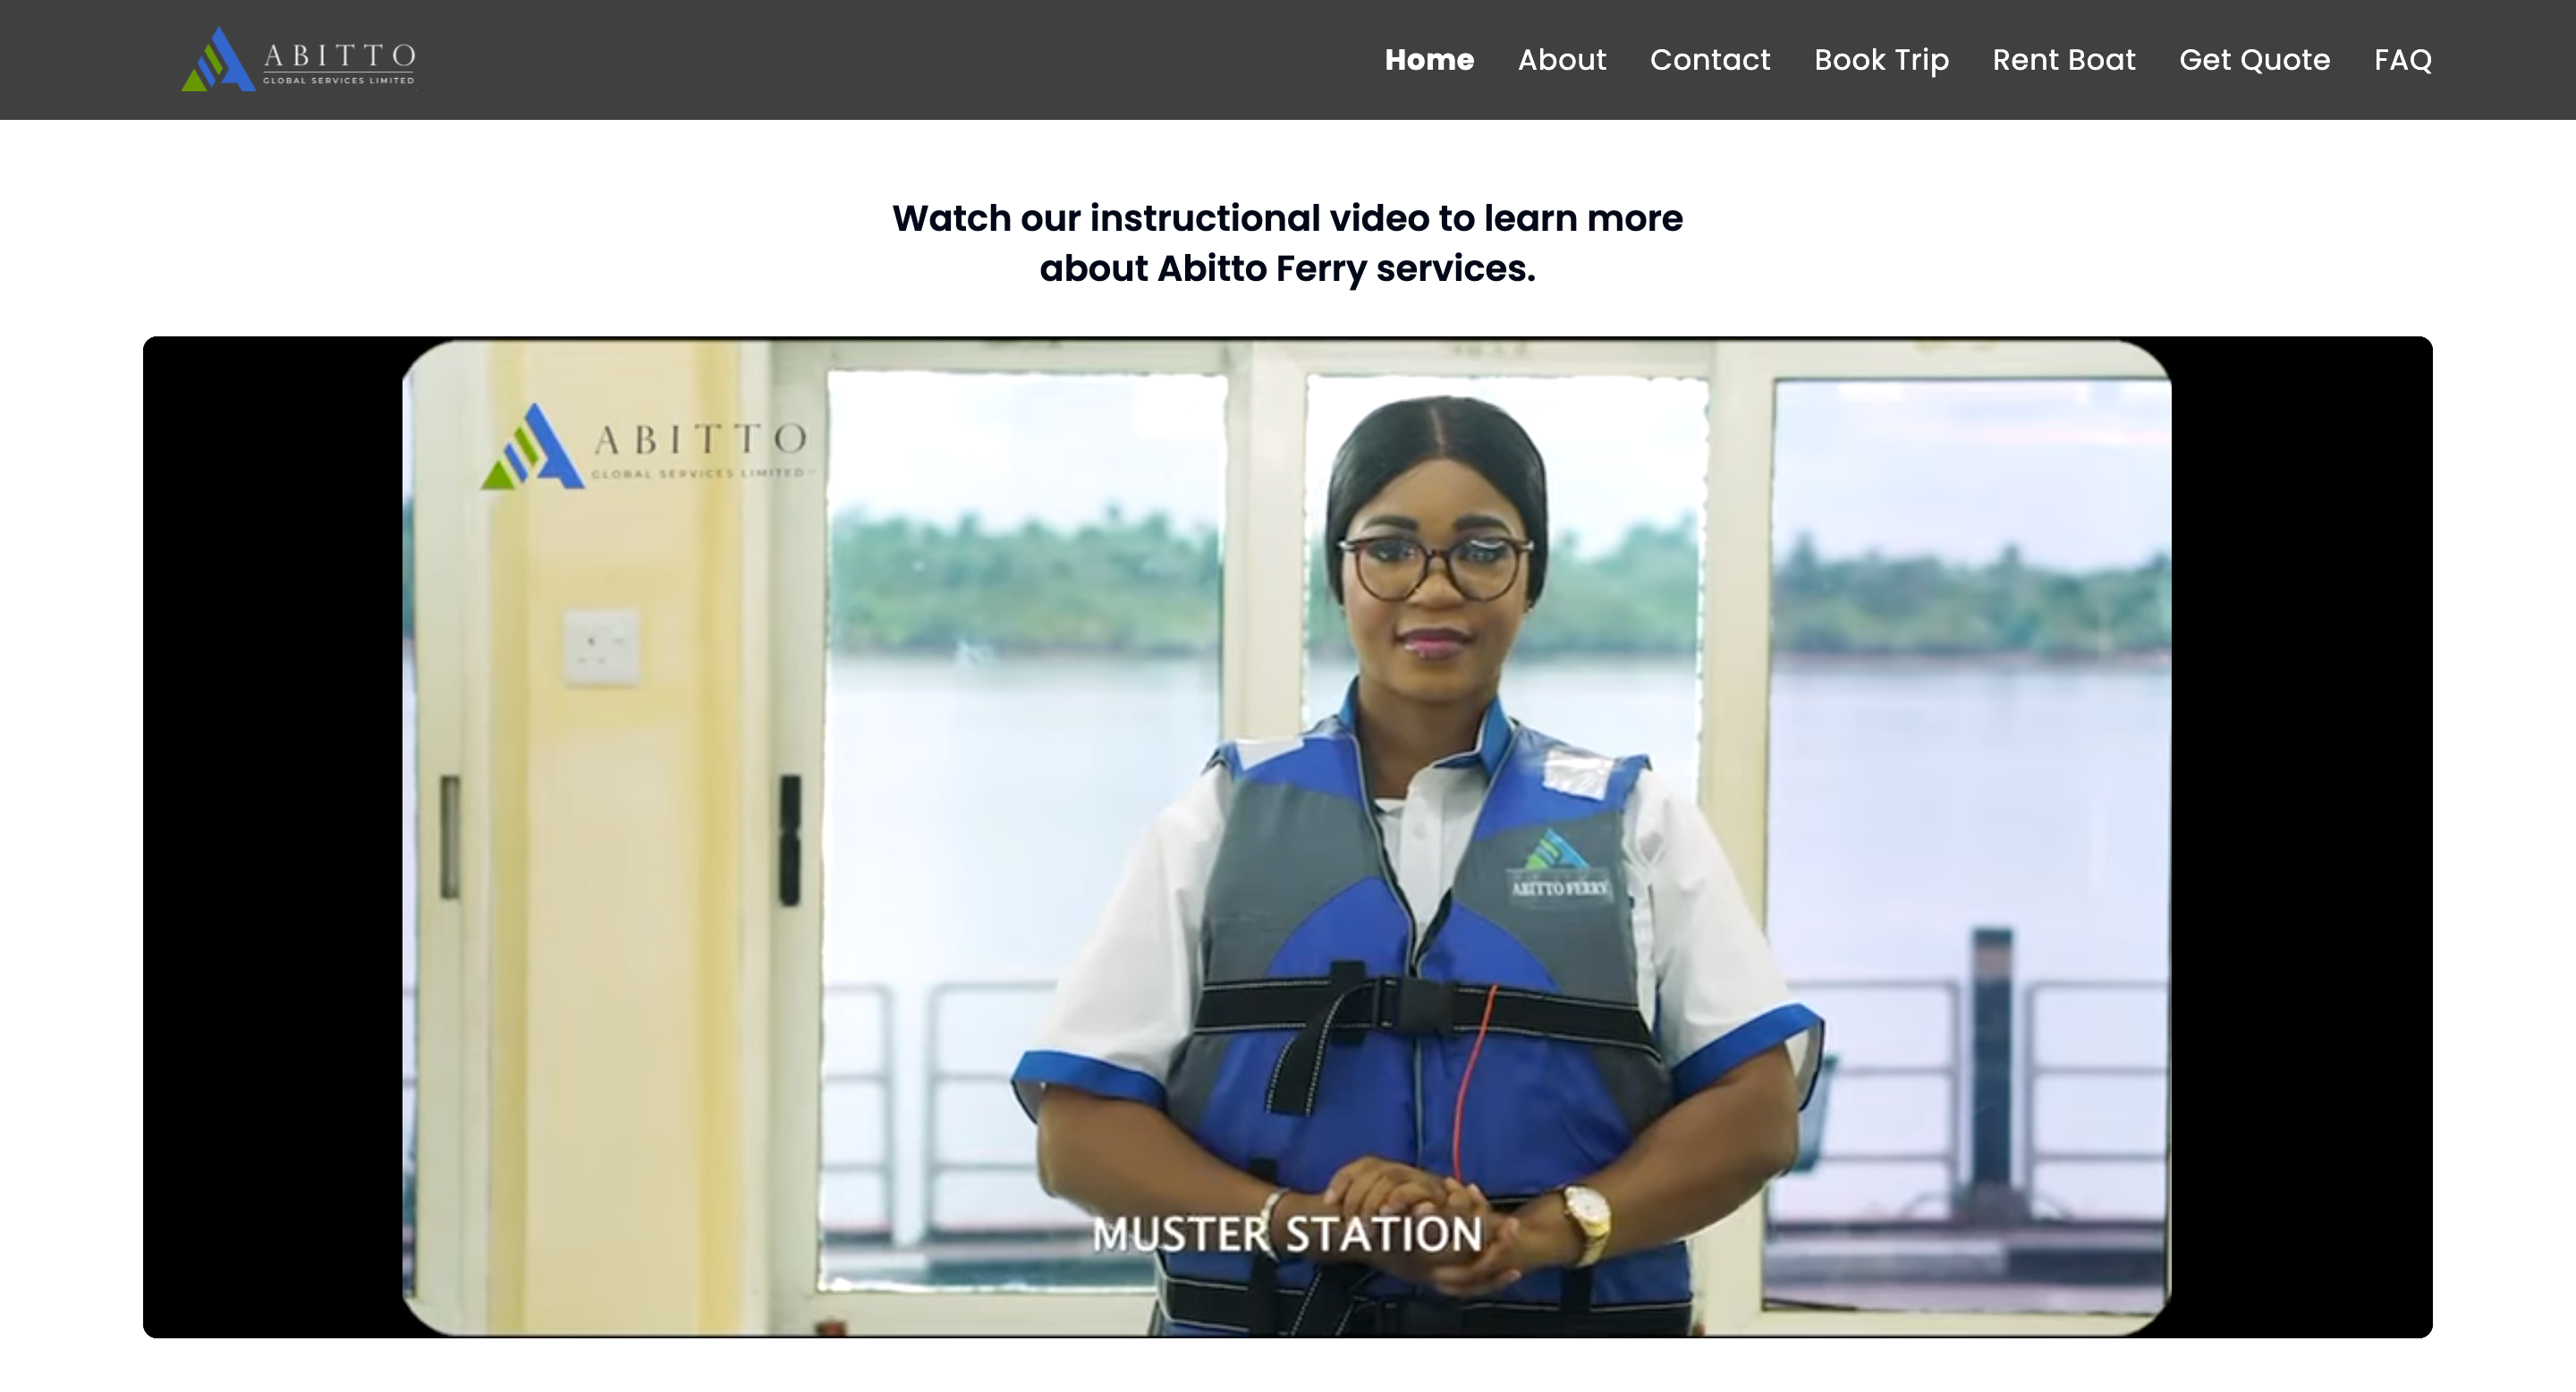 ABITTO
GLOBAL SERVICES LIMITED
Home About Contact Book Trip Rent Boat Get Quote FAQ
Watch our instructional video to learn more
about Abitto Ferry services.
ABITTO
GLOBAL SERVICES LIMITED
ABITTO FERRY
MUSTER STATION